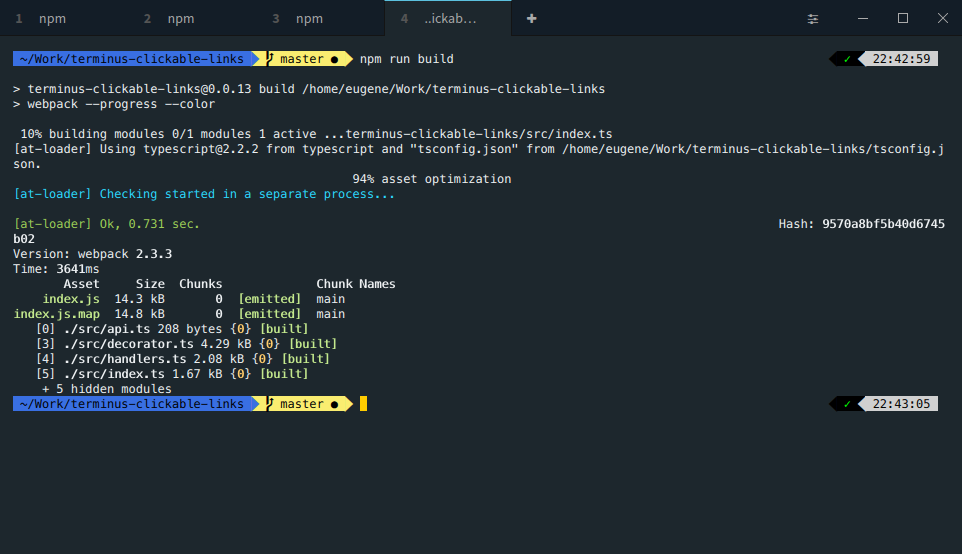 1 npm 2 npm 3 npm 4 ..ickab...
~/Work/terminus-clickable-links master ● npm run build ✓ 22:42:59
> terminus-clickable-links@0.0.13 build /home/eugene/Work/terminus-clickable-links
> webpack --progress --color
10% building modules 0/1 modules 1 active ...terminus-clickable-links/src/index.ts
[at-loader] Using typescript@2.2.2 from typescript and "tsconfig.json" from /home/eugene/Work/terminus-clickable-links/tsconfig.j
son.
94% asset optimization
[at-loader] Checking started in a separate process...
[at-loader] Ok, 0.731 sec. Hash: 9570a8bf5b40d6745
b02
Version: webpack 2.3.3
Time: 3641ms
Asset Size Chunks Chunk Names
index.js 14.3 kB 0 [emitted] main
index.js.map 14.8 kB 0 [emitted] main
[0] ./src/api.ts 208 bytes {0} [built]
[3] ./src/decorator.ts 4.29 kB {0} [built]
[4] ./src/handlers.ts 2.08 kB {0} [built]
[5] ./src/index.ts 1.67 kB {0} [built]
+ 5 hidden modules
~/Work/terminus-clickable-links master ● ✓ 22:43:05